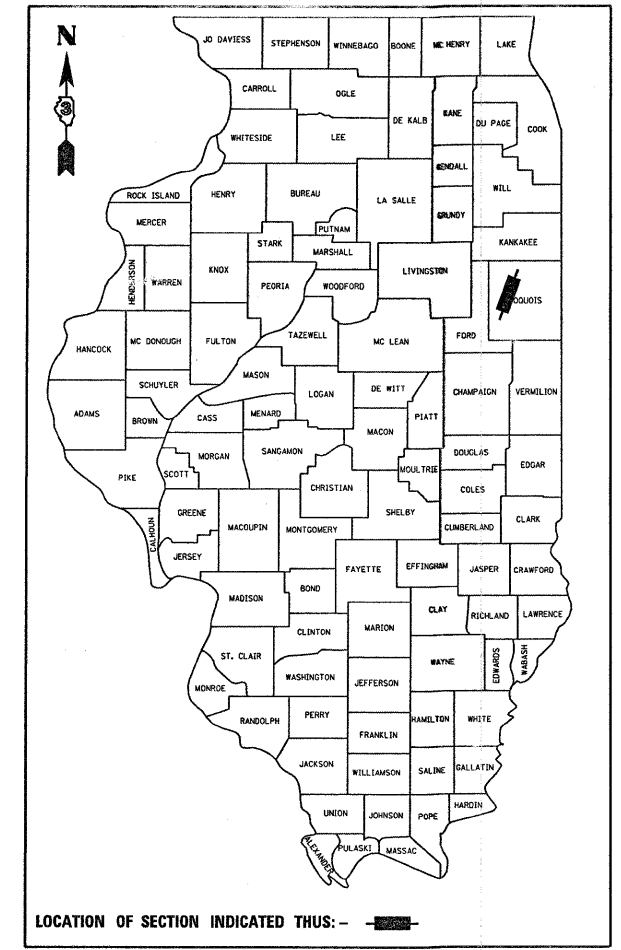 N
3
JO DAVIESS STEPHENSON WINNEBAGO BOONE MC HENRY LAKE
CARROLL OGLE DE KALB KANE DU PAGE COOK
WHITESIDE LEE
KENDALL
ROCK ISLAND HENRY BUREAU LA SALLE GRUNDY WILL
MERCER PUTNAM
STARK MARSHALL KANKAKEE
HENDERSON WARREN KNOX PEORIA WOODFORD LIVINGSTON OQUOIS
HANCOCK MC DONOUGH FULTON TAZEWELL MC LEAN FORD
MASON
SCHUYLER LOGAN DE WITT CHAMPAIGN VERMILION
ADAMS BROWN CASS MENARD MACON PIATT
PIKE SCOTT MORGAN SANGAMON MOULTRIE DOUGLAS EDGAR
CHRISTIAN COLES
GREENE MACOUPIN MONTGOMERY SHELBY CUMBERLAND CLARK
CALHOUN JERSEY
FAYETTE EFFINGHAM JASPER CRAWFORD
MADISON BOND
CLAY RICHLAND LAWRENCE
CLINTON MARION
ST. CLAIR WAYNE EDWARDS WABASH
MONROE WASHINGTON JEFFERSON
RANDOLPH PERRY HAMILTON WHITE
FRANKLIN
JACKSON WILLIAMSON SALINE GALLATIN
UNION JOHNSON POPE HARDIN
ALEXANDER PULASKI MASSAC
LOCATION OF SECTION INDICATED THUS:-